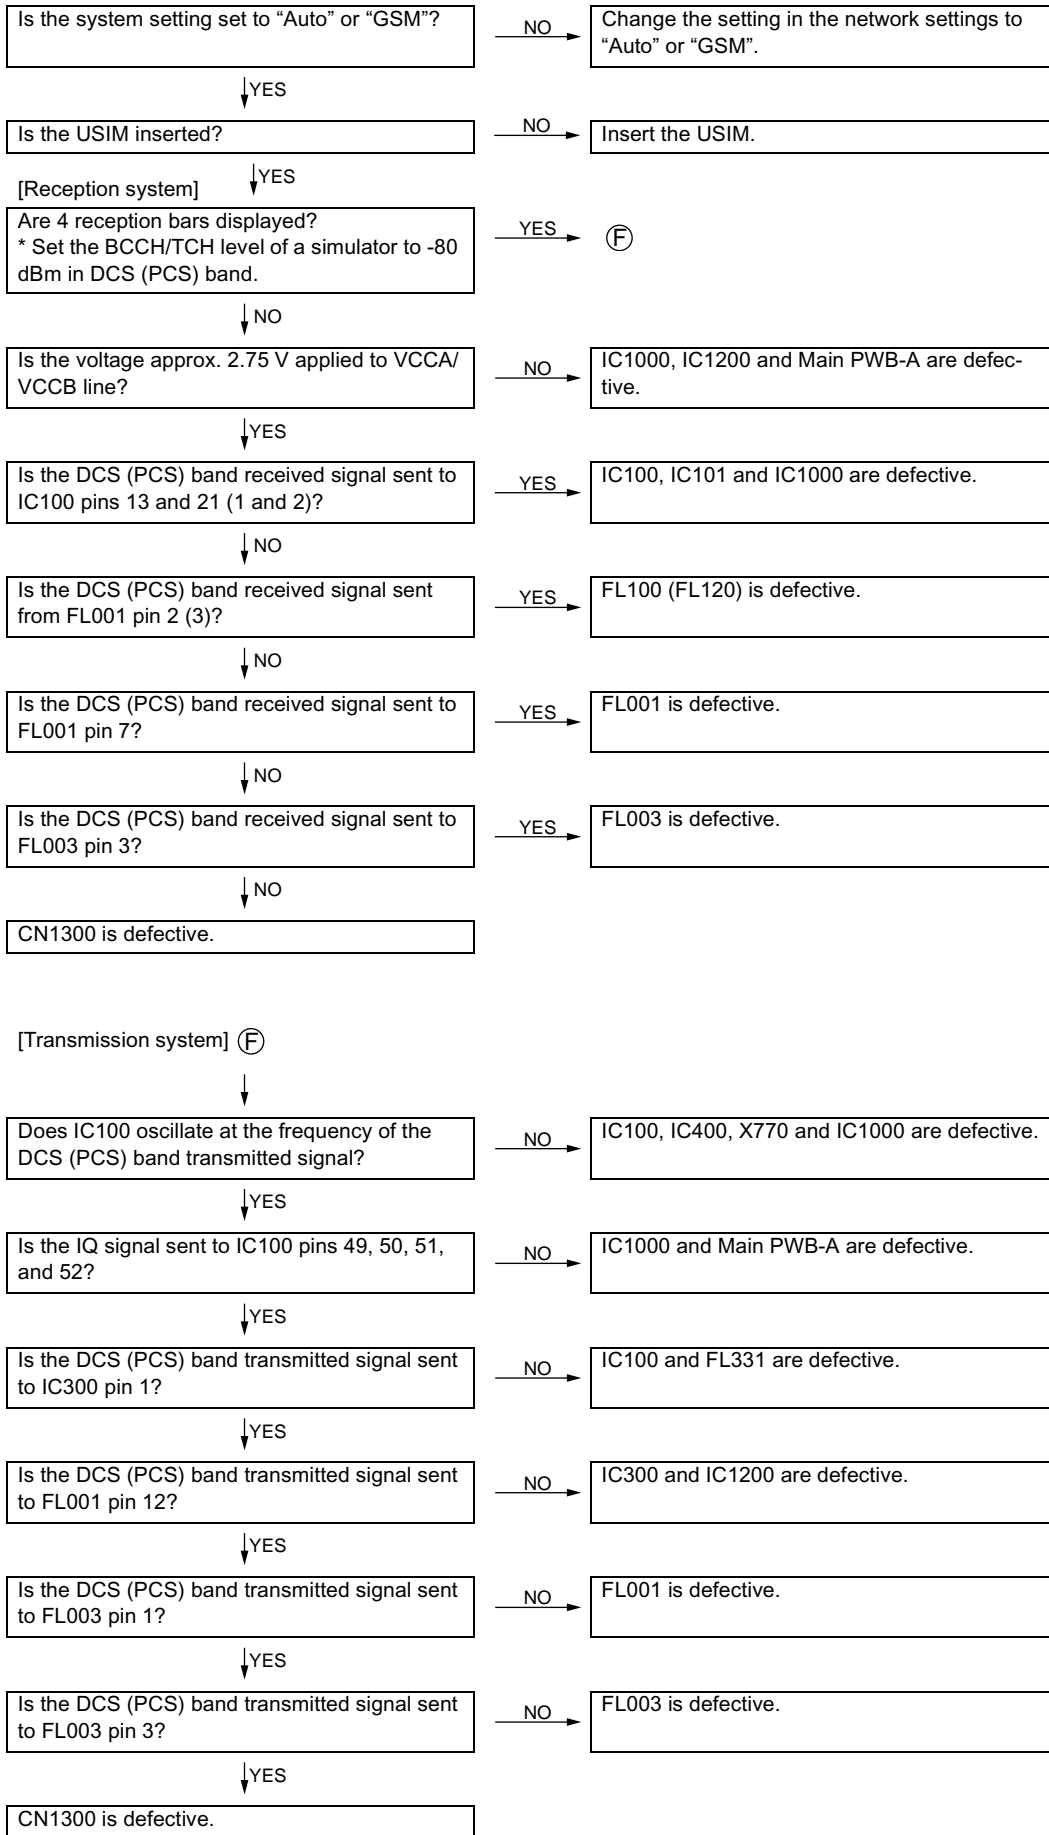 Is the system setting set to “Auto” or “GSM”?
NO
Change the setting in the network settings to
“Auto” or “GSM”.
YES
Is the USIM inserted?
NO
Insert the USIM.
YES
[Reception system]
Are 4 reception bars displayed?
* Set the BCCH/TCH level of a simulator to -80
dBm in DCS (PCS) band.
YES
F
NO
Is the voltage approx. 2.75 V applied to VCCA/
VCCB line?
NO
IC1000, IC1200 and Main PWB-A are defec-
tive.
YES
Is the DCS (PCS) band received signal sent to
IC100 pins 13 and 21 (1 and 2)?
YES
IC100, IC101 and IC1000 are defective.
NO
Is the DCS (PCS) band received signal sent
from FL001 pin 2 (3)?
YES
FL100 (FL120) is defective.
NO
Is the DCS (PCS) band received signal sent to
FL001 pin 7?
YES
FL001 is defective.
NO
Is the DCS (PCS) band received signal sent to
FL003 pin 3?
YES
FL003 is defective.
NO
CN1300 is defective.
[Transmission system] F
Does IC100 oscillate at the frequency of the
DCS (PCS) band transmitted signal?
NO
IC100, IC400, X770 and IC1000 are defective.
YES
Is the IQ signal sent to IC100 pins 49, 50, 51,
and 52?
NO
IC1000 and Main PWB-A are defective.
YES
Is the DCS (PCS) band transmitted signal sent
to IC300 pin 1?
NO
IC100 and FL331 are defective.
YES
Is the DCS (PCS) band transmitted signal sent
to FL001 pin 12?
NO
IC300 and IC1200 are defective.
YES
Is the DCS (PCS) band transmitted signal sent
to FL003 pin 1?
NO
FL001 is defective.
YES
Is the DCS (PCS) band transmitted signal sent
to FL003 pin 3?
NO
FL003 is defective.
YES
CN1300 is defective.